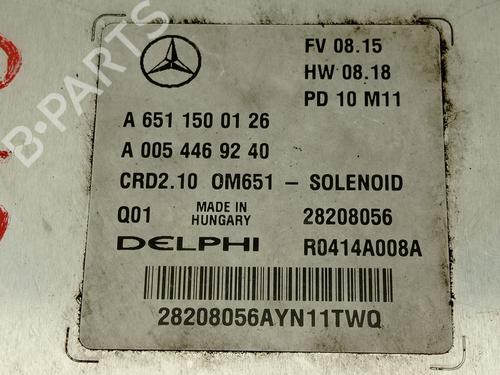 B-PARTS
FV 08.15
HW 08.18
PD 10 M11
A 651 150 01 26
A 005 446 92 40
CRD2.10 OM651 - SOLENOID
Q01 MADE IN HUNGARY 28208056
DELPHI R0414A008A
28208056AYN11TWQ